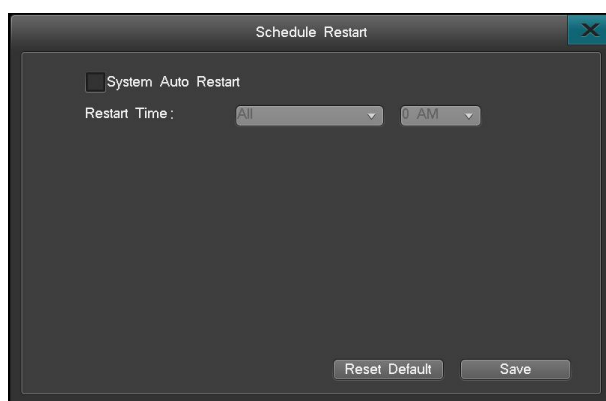 Schedule Restart
System Auto Restart
Restart Time:
All
0 AM
Reset Default
Save